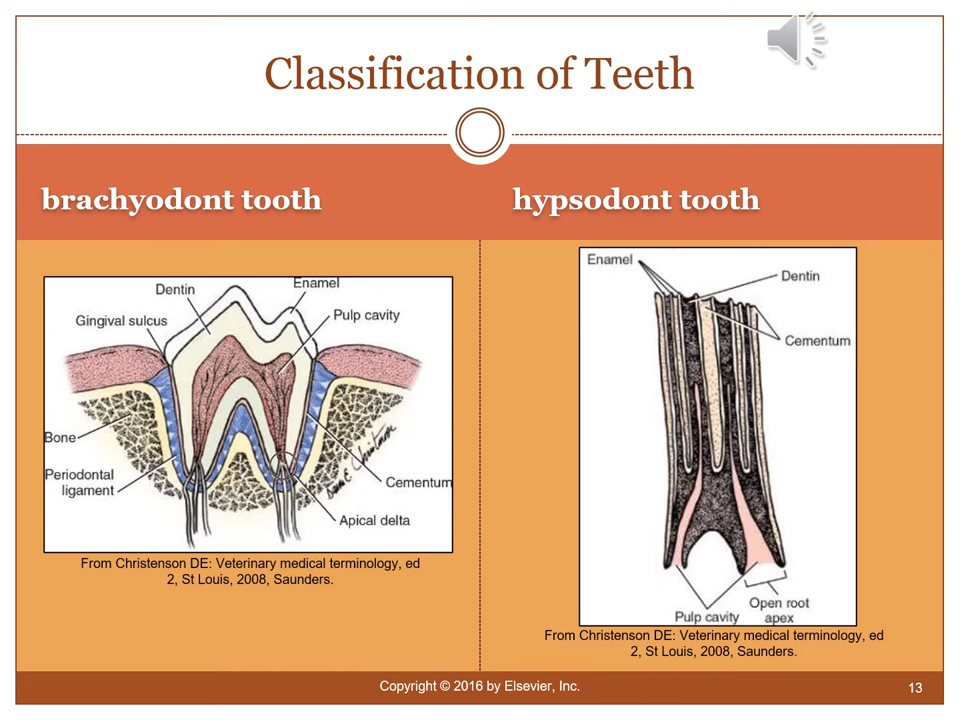 Classification of Teeth
brachyodont tooth
hypsodont tooth
Dentin
Enamel
Gingival sulcus
Pulp cavity
Bone
Periodontal
ligament
Cementum
Apical delta
From Christenson DE: Veterinary medical terminology, ed
2, St Louis, 2008, Saunders.
Enamel
Dentin
Cementum
Pulp cavity
Open root
apex
From Christenson DE: Veterinary medical terminology, ed
2, St Louis, 2008, Saunders.
Copyright © 2016 by Elsevier, Inc.
13